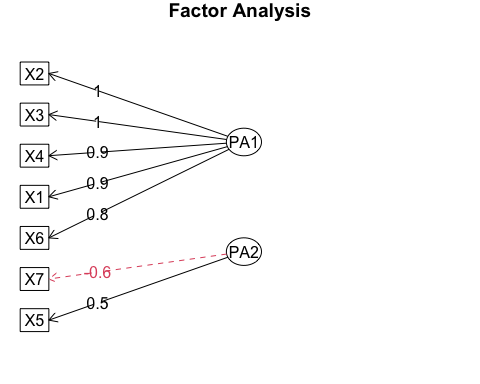 Factor Analysis
X2
1
X3
1
PA1
X4
0.9
0.9
X1
0.8
X6
PA2
X7
-0.6
0.5
X5